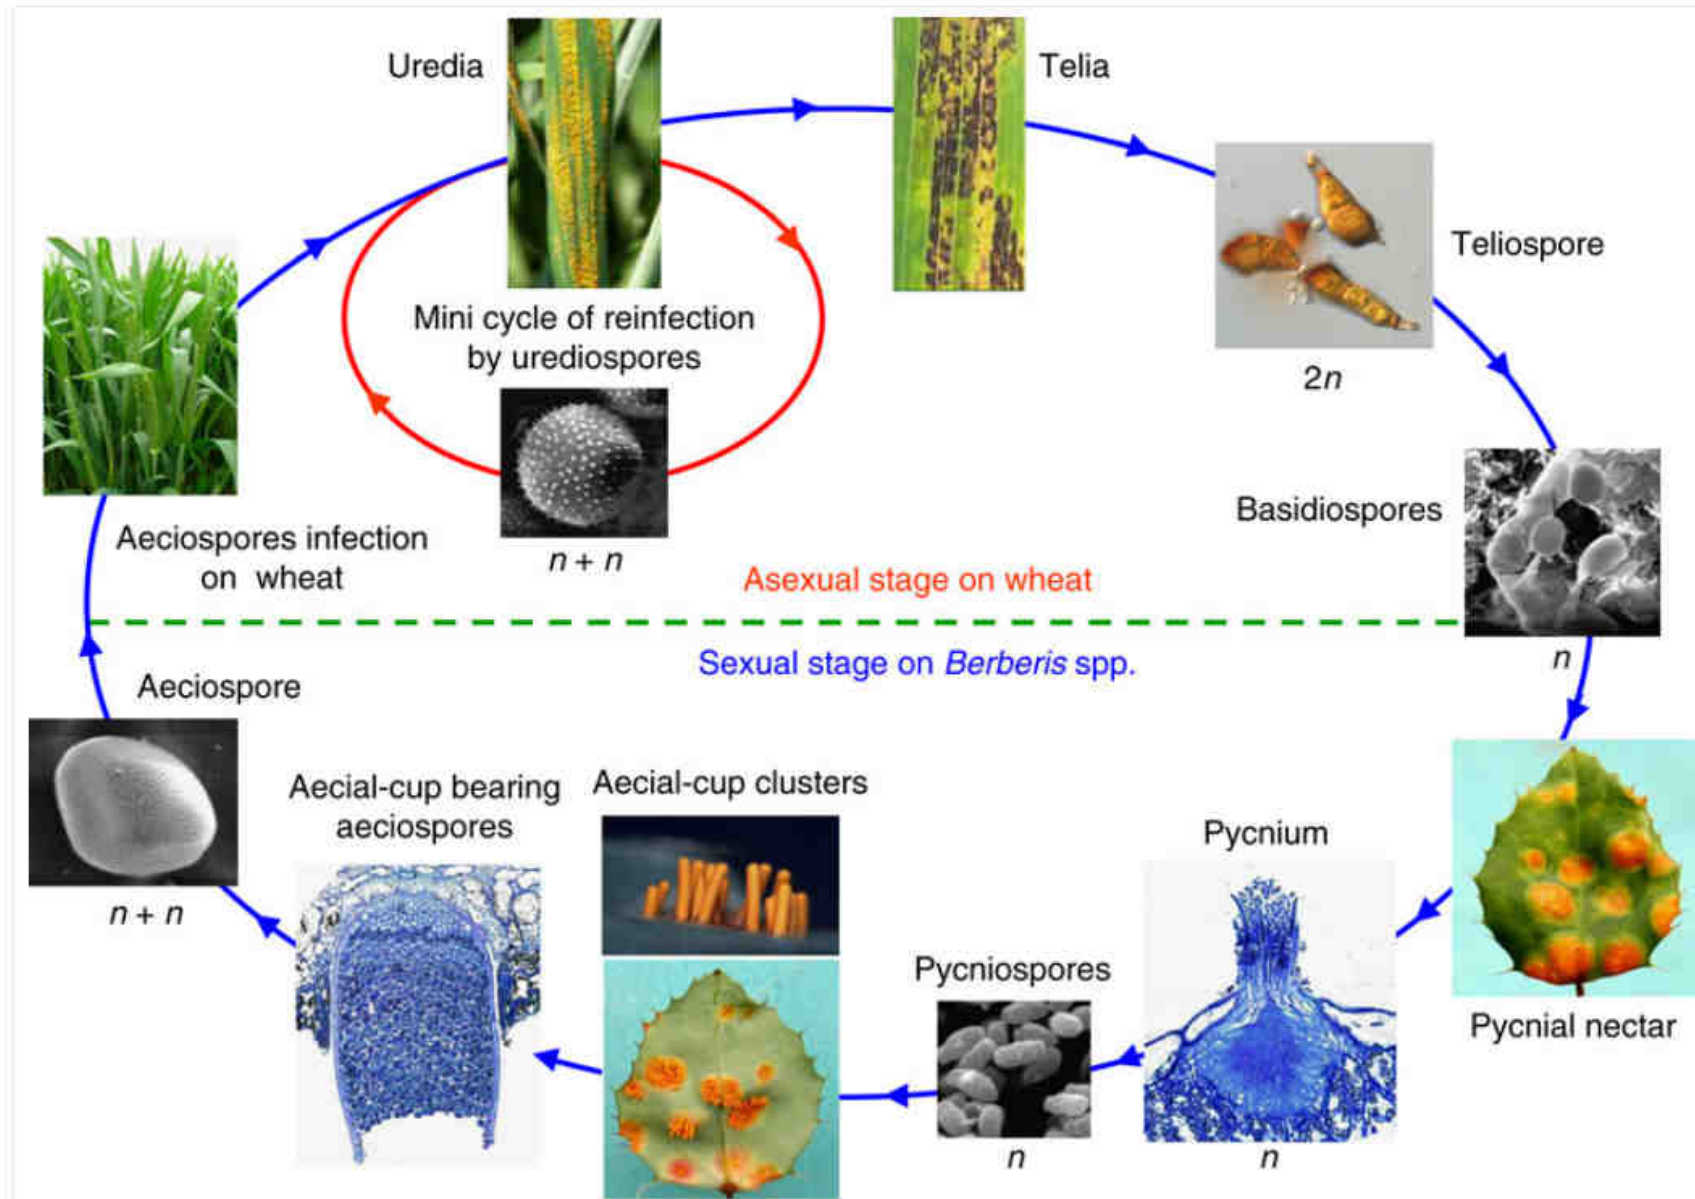 Uredia
Telia
Teliospore
2n
Mini cycle of reinfection
by urediospores
n + n
Basidiospores
n
Aeciospores infection
on wheat
Asexual stage on wheat
Sexual stage on Berberis spp.
Aeciospore
n + n
Aecial-cup bearing
aeciospores
Aecial-cup clusters
Pycniospores
n
Pycnium
n
Pycnial nectar